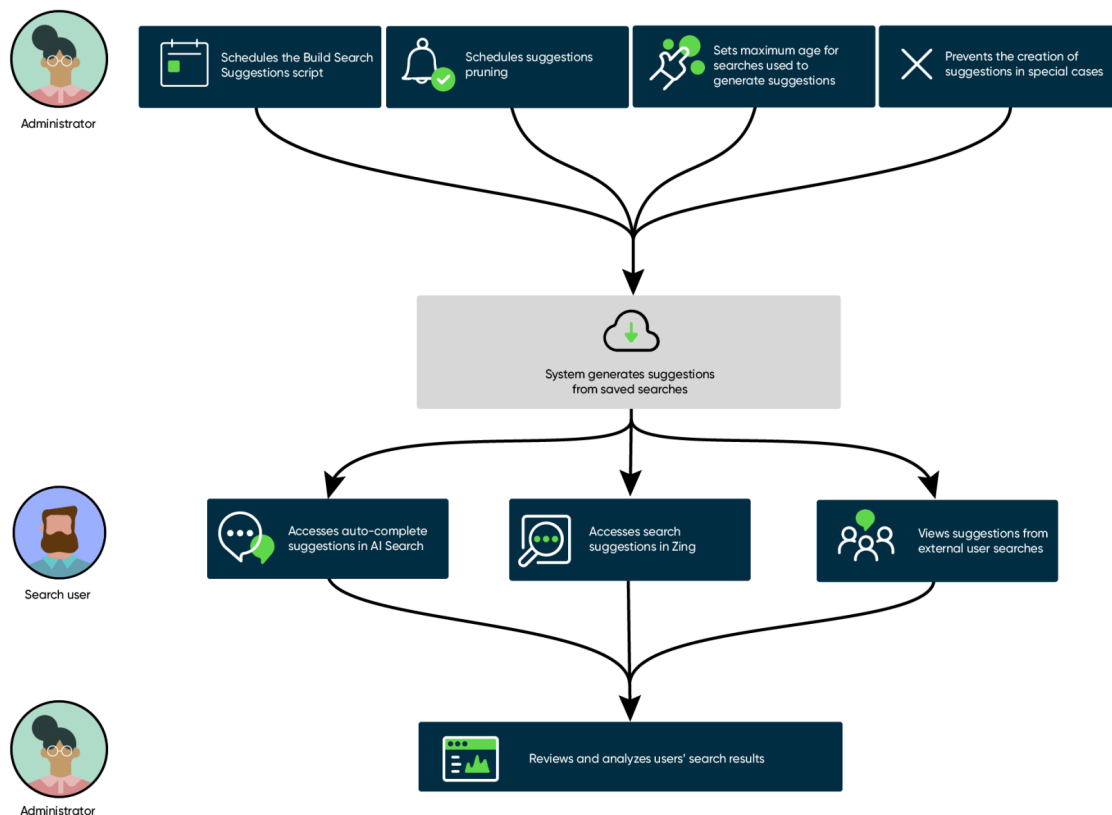 Schedules the Build Search
Suggestions script
Schedules suggestions
pruning
Sets maximum age for
searches used to
generate suggestions
Prevents the creation of
suggestions in special cases
Administrator
System generates suggestions
from saved searches
Accesses auto-complete
suggestions in AI Search
Accesses search
suggestions in Zing
Views suggestions from
external user searches
Search user
Reviews and analyzes users’ search results
Administrator